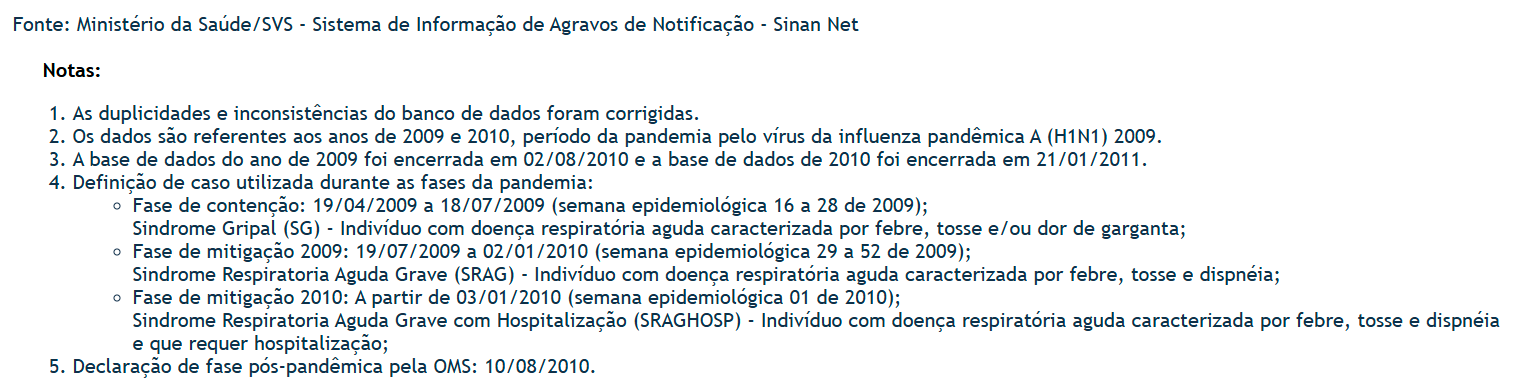 Fonte: Ministério da Saúde/SVS - Sistema de Informação de Agravos de Notificação - Sinan Net
Notas:
1. As duplicidades e inconsistências do banco de dados foram corrigidas.
2. Os dados são referentes aos anos de 2009 e 2010, período da pandemia pelo vírus da influenza pandêmica A (H1N1) 2009.
3. A base de dados do ano de 2009 foi encerrada em 02/08/2010 e a base de dados de 2010 foi encerrada em 21/01/2011.
4. Definição de caso utilizada durante as fases da pandemia:
◦ Fase de contenção: 19/04/2009 a 18/07/2009 (semana epidemiológica 16 a 28 de 2009);
Sindrome Gripal (SG) - Indivíduo com doença respiratória aguda caracterizada por febre, tosse e/ou dor de garganta;
◦ Fase de mitigação 2009: 19/07/2009 a 02/01/2010 (semana epidemiológica 29 a 52 de 2009);
Sindrome Respiratoria Aguda Grave (SRAG) - Indivíduo com doença respiratória aguda caracterizada por febre, tosse e dispnéia;
◦ Fase de mitigação 2010: A partir de 03/01/2010 (semana epidemiológica 01 de 2010);
Sindrome Respiratoria Aguda Grave com Hospitalização (SRAGHOSP) - Indivíduo com doença respiratória aguda caracterizada por febre, tosse e dispnéia
e que requer hospitalização;
5. Declaração de fase pós-pandêmica pela OMS: 10/08/2010.